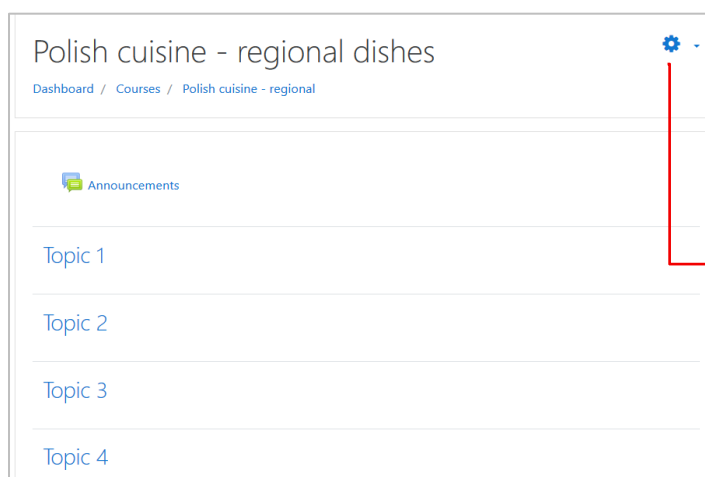 Polish cuisine - regional dishes
Dashboard / Courses / Polish cuisine - regional
Announcements
Topic 1
Topic 2
Topic 3
Topic 4